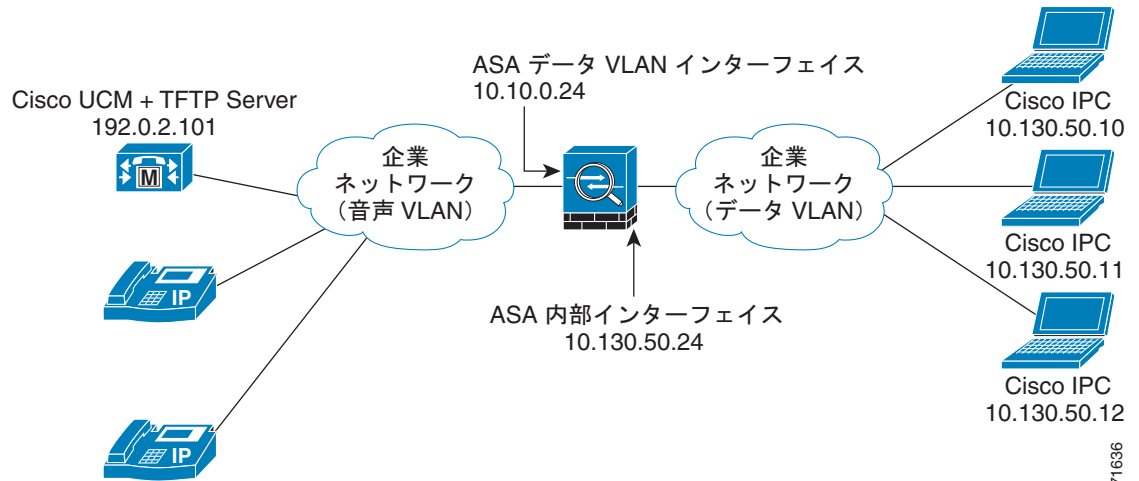 ASA データ VLAN インターフェイス
10.10.0.24
Cisco UCM + TFTP Server
192.0.2.101
M
企業
ネットワーク
（音声 VLAN）
企業
ネットワーク
（データ VLAN）
Cisco IPC
10.130.50.10
Cisco IPC
10.130.50.11
Cisco IPC
10.130.50.12
IP
IP
ASA 内部インターフェイス
10.130.50.24
71636